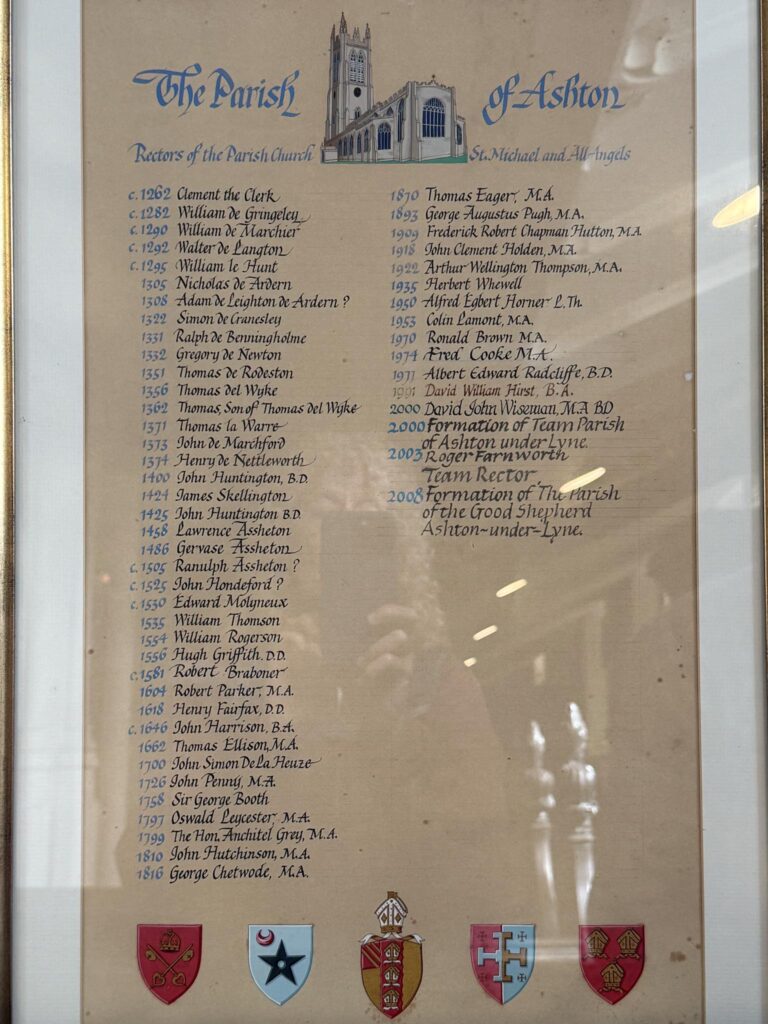 The Parish of Ashton
Rectors of the Parish Church St. Michael and All Angels
c.1262 Clement the Clerk
c.1282 William de Gringeley
c.1290 William de Marchier
c.1292 Walter de Langton
c.1295 William le Hunt
1305 Nicholas de Ardern
1308 Adam de Leighton de Ardern ?
1322 Simon de Cranesley
1331 Ralph de Benningholme
1332 Gregory de Newton
1351 Thomas de Rodeston
1356 Thomas del Wyke
1362 Thomas, Son of Thomas del Wyke
1371 Thomas la Warre
1373 John de Marchford
1374 Henry de Nettleworth
1400 John Huntington, B.D.
1424 James Skellington
1425 John Huntington B.D.
1458 Lawrence Assheton
1486 Gervase Assheton
c.1505 Ranulph Assheton ?
c.1525 John Hondeford ?
c.1530 Edward Molyneux
1535 William Thomson
1554 William Rogerson
1556 Hugh Griffith. D.D.
c.1581 Robert Braboner
1604 Robert Parker, M.A.
1618 Henry Fairfax, D.D.
c.1646 John Harrison, B.A.
1662 Thomas Ellison, M.A.
1700 John Simon De La Heuze
1726 John Penny, M.A.
1758 Sir George Booth
1797 Oswald Leycester, M.A.
1799 The Hon. Anchitel Grey, M.A.
1810 John Hutchinson, M.A.
1816 George Chetwode, M.A.
1870 Thomas Eager, M.A.
1893 George Augustus Pugh, M.A.
1909 Frederick Robert Chapman Hutton, M.A.
1918 John Clement Holden, M.A.
1922 Arthur Wellington Thompson, M.A.
1935 Herbert Whewell
1950 Alfred Egbert Horner L. Th.
1953 Colin Lamont, M.A.
1970 Ronald Brown M.A.
1974 Æred Cooke M.A.
1977 Albert Edward Radcliffe, B.D.
1991 David William Hirst, B.A.
2000 David John Wiseman, M.A BD
2000 Formation of Team Parish
of Ashton under Lyne.
2003 Roger Farnworth
Team Rector.
2008 Formation of The Parish
of the Good Shepherd
Ashton-under-Lyne.